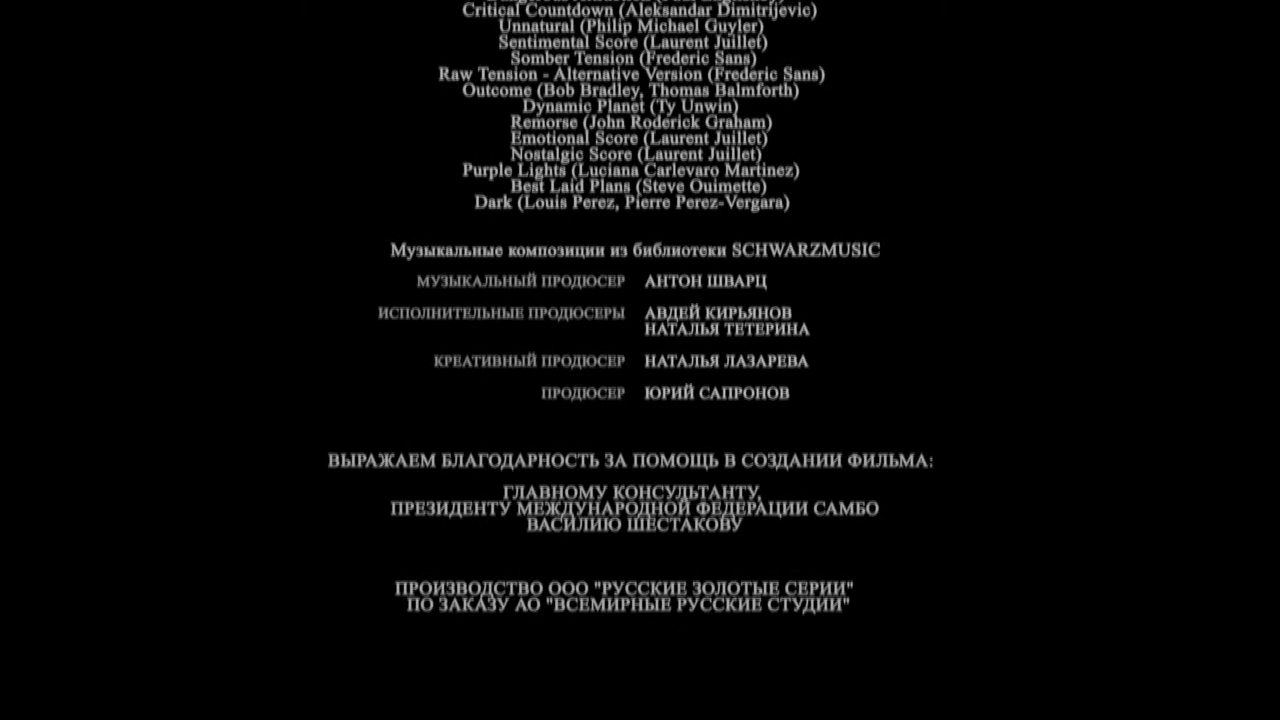 Critical Countdown (Aleksandar Dimitrijevic)
Unnatural (Philip Michael Guyler)
Sentimental Score (Laurent Juillet)
Somber Tension (Frederic Sans)
Raw Tension - Alternative Version (Frederic Sans)
Outcome (Bob Bradley, Thomas Balmforth)
Dynamic Planet (Ty Unwin)
Remorse (John Roderick Graham)
Emotional Score (Laurent Juillet)
Nostalgic Score (Laurent Juillet)
Purple Lights (Luciana Carlevaro Martinez)
Best Laid Plans (Steve Ouimette)
Dark (Louis Perez, Pierre Perez-Vergara)
Музыкальные композиции из библиотеки SCHWARZMUSIC
МУЗЫКАЛЬНЫЙ ПРОДЮСЕР АНТОН ШВАРЦ
ИСПОЛНИТЕЛЬНЫЕ ПРОДЮСЕРЫ АВДЕЙ КИРЬЯНОВ
НАТАЛЬЯ ТЕТЕРИНА
КРЕАТИВНЫЙ ПРОДЮСЕР НАТАЛЬЯ ЛАЗАРЕВА
ПРОДЮСЕР ЮРИЙ САПРОНОВ
ВЫРАЖАЕМ БЛАГОДАРНОСТЬ ЗА ПОМОЩЬ В СОЗДАНИИ ФИЛЬМА:
ГЛАВНОМУ КОНСУЛЬТАНТУ,
ПРЕЗИДЕНТУ МЕЖДУНАРОДНОЙ ФЕДЕРАЦИИ САМБО
ВАСИЛИЮ ШЕСТАКОВУ
ПРОИЗВОДСТВО ООО "РУССКИЕ ЗОЛОТЫЕ СЕРИИ"
ПО ЗАКАЗУ АО "ВСЕМИРНЫЕ РУССКИЕ СТУДИИ"